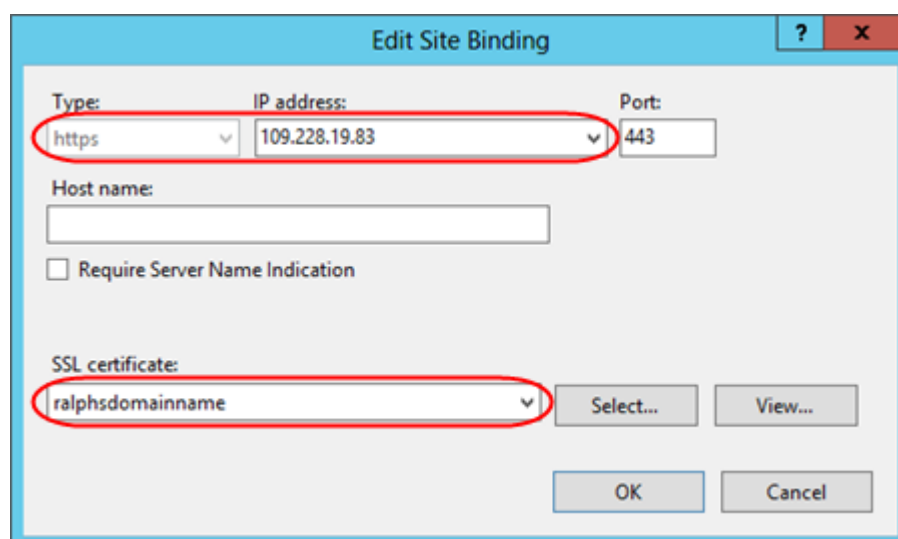 Edit Site Binding
?
x
Type: IP address: Port:
https 109.228.19.83 443
Host name:
Require Server Name Indication
SSL certificate:
ralphsdomainname Select... View...
OK Cancel